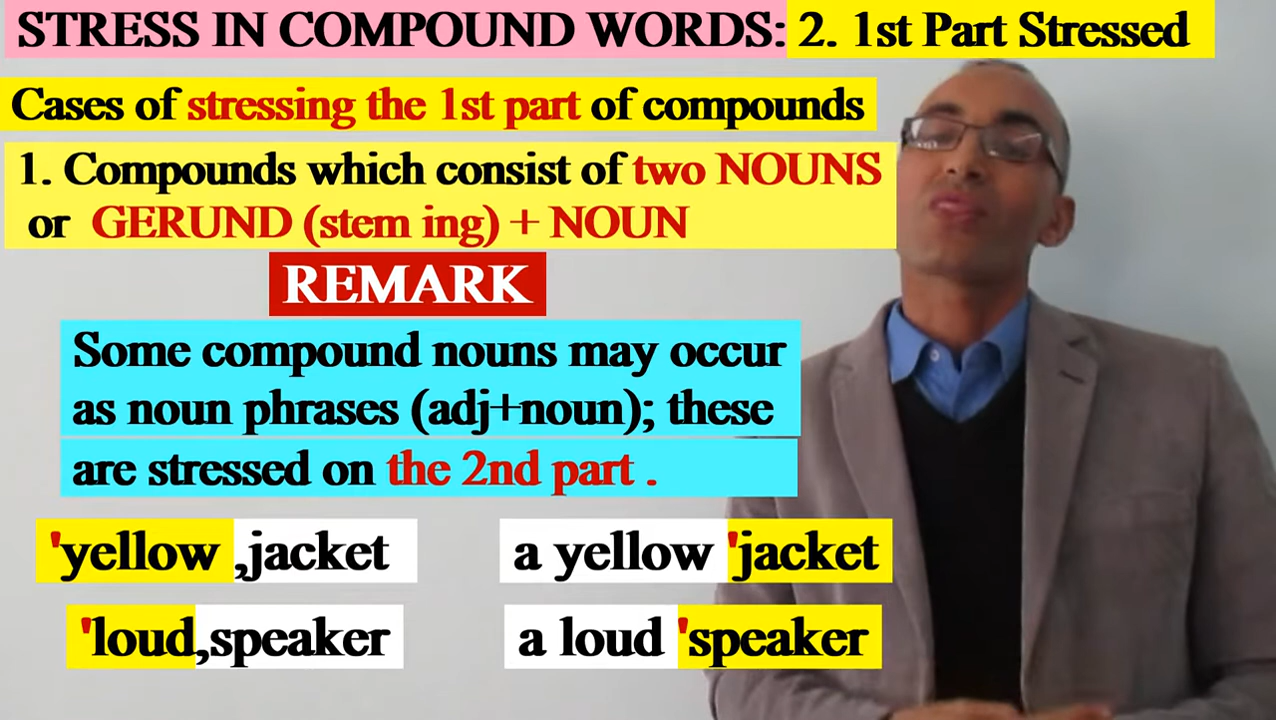 STRESS IN COMPOUND WORDS: 2. 1st Part Stressed
Cases of stressing the 1st part of compounds
1. Compounds which consist of two NOUNS
or GERUND (stem ing) + NOUN
REMARK
Some compound nouns may occur
as noun phrases (adj+noun); these
are stressed on the 2nd part .
'yellow ,jacket a yellow 'jacket
'loud,speaker a loud 'speaker